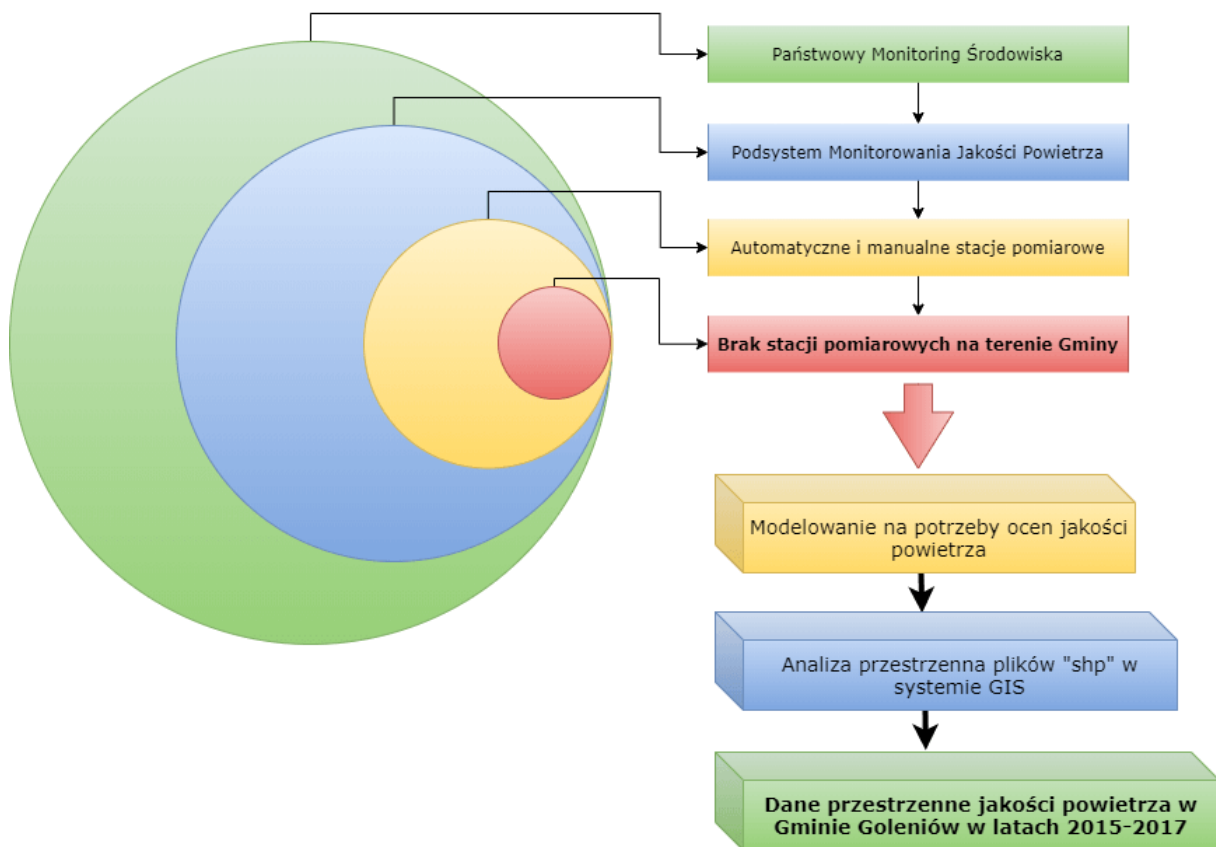 Państwowy Monitoring Środowiska
Podsystem Monitorowania Jakości Powietrza
Automatyczne i manualne stacje pomiarowe
Brak stacji pomiarowych na terenie Gminy
Modelowanie na potrzeby ocen jakości
powietrza
Analiza przestrzenna plików "shp" w
systemie GIS
Dane przestrzenne jakości powietrza w
Gminie Goleniów w latach 2015-2017